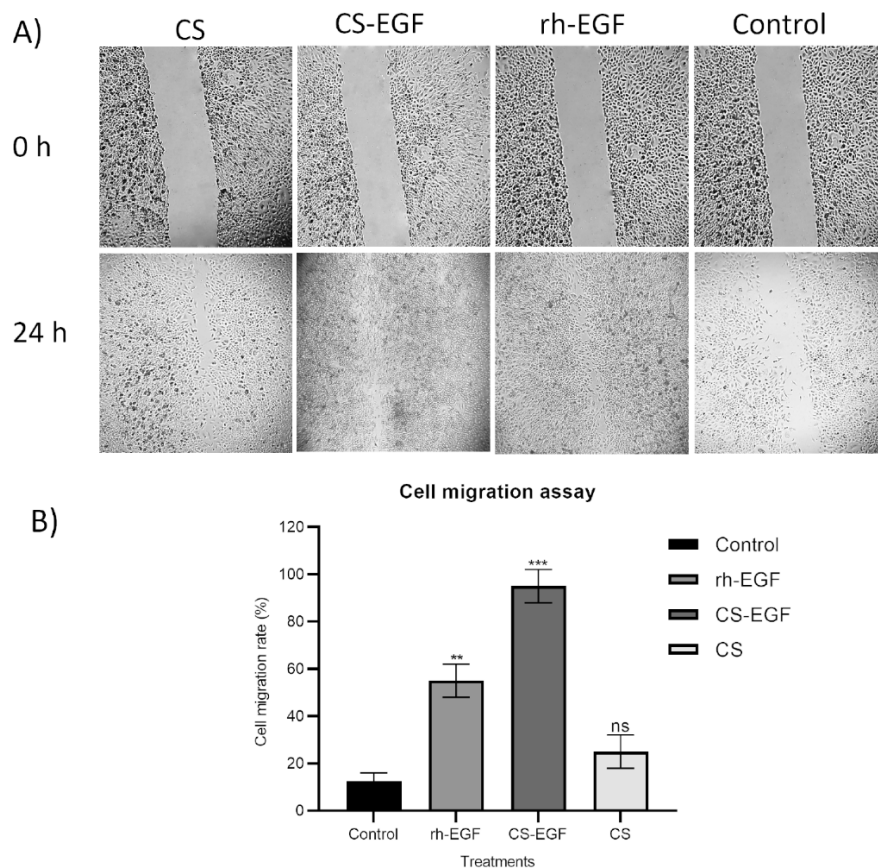 A)
CS CS-EGF rh-EGF Control
0 h
24 h
B)
Cell migration assay
120
100
80
60
40
20
0
Cell migration rate (%)
**
***
ns
Control rh-EGF CS-EGF CS
Treatments
Control
rh-EGF
CS-EGF
CS